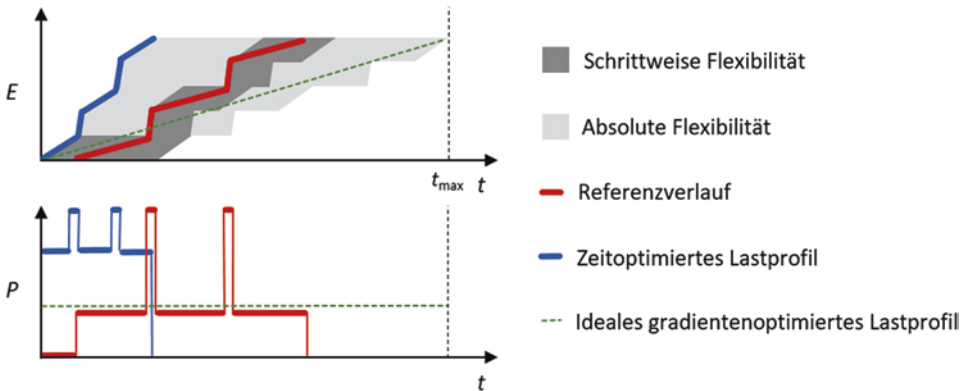 E
t_max t
P
t
Schrittweise Flexibilität
Absolute Flexibilität
Referenzverlauf
Zeitoptimiertes Lastprofil
Ideales gradientenoptimiertes Lastprofil